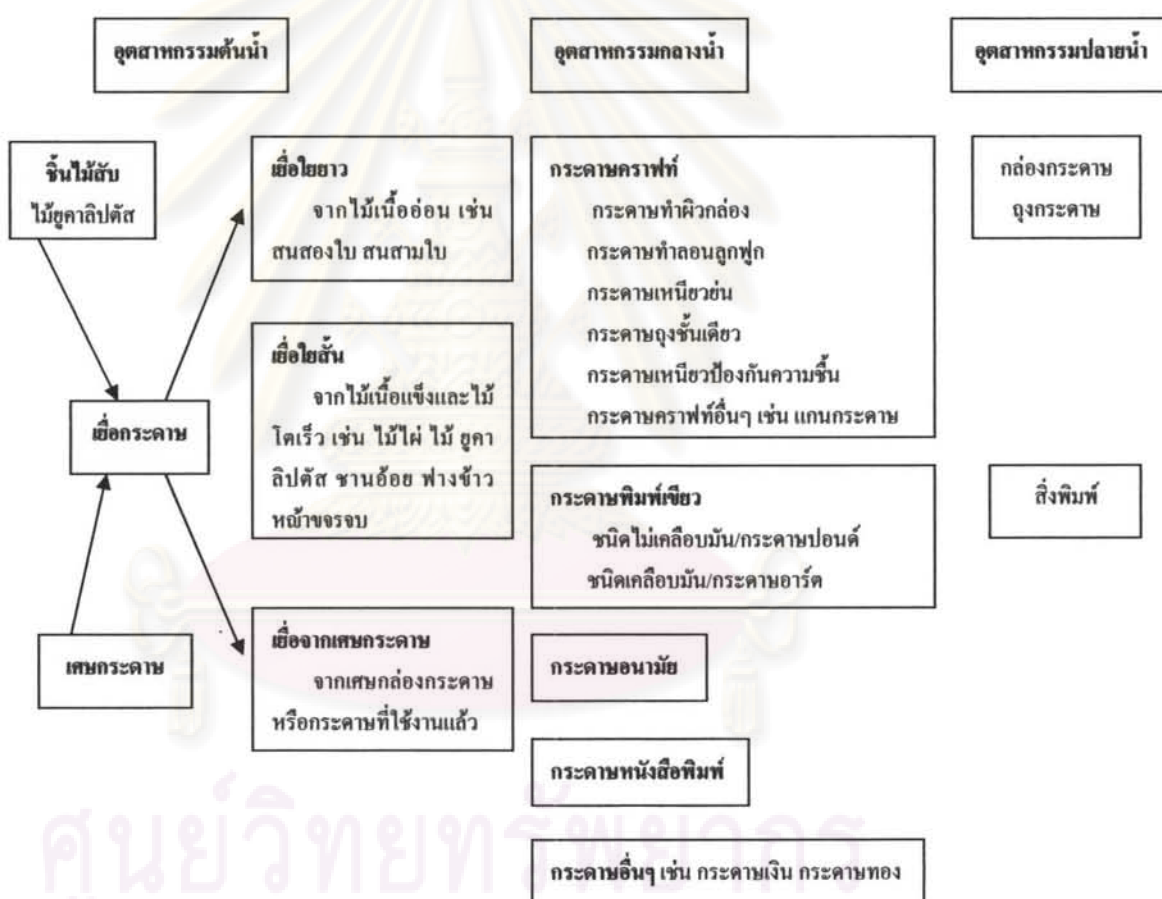 อุตสาหกรรมต้นน้ำ
อุตสาหกรรมกลางน้ำ
อุตสาหกรรมปลายน้ำ
ชิ้นไม้สับ
ไม้ยูคาลิปตัส
เยื่อกระดาษ
เศษกระดาษ
เยื่อใยยาว
จากไม้เนื้ออ่อน เช่น
สนสองใบ สนสามใบ
เยื่อใยสั้น
จากไม้เนื้อแข็งและไม้
โตเร็ว เช่น ไม้ไผ่ ไม้ ยูคา
ลิปตัส ชานอ้อย ฟางข้าว
หญ้าขจรจบ
เยื่อจากเศษกระดาษ
จากเศษกล่องกระดาษ
หรือกระดาษที่ใช้งานแล้ว
กระดาษคราฟท์
กระดาษทำผิวกล่อง
กระดาษทำลอนลูกฟูก
กระดาษเหนียวย่น
กระดาษถุงชั้นเดียว
กระดาษเหนียวป้องกันความชื้น
กระดาษคราฟท์อื่นๆ เช่น แกนกระดาษ
กระดาษพิมพ์เขียว
ชนิดไม่เคลือบมัน/กระดาษปอนด์
ชนิดเคลือบมัน/กระดาษอาร์ต
กระดาษอนามัย
กระดาษหนังสือพิมพ์
กระดาษอื่นๆ เช่น กระดาษเงิน กระดาษทอง
กล่องกระดาษ
ถุงกระดาษ
สิ่งพิมพ์
ศูนย์วิทยทรัพยากร